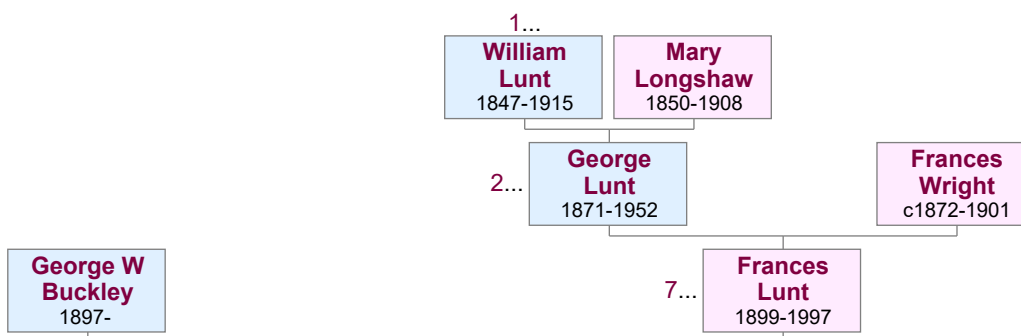 1...
William
Lunt
1847-1915
Mary
Longshaw
1850-1908
2...
George
Lunt
1871-1952
Frances
Wright
c1872-1901
George W
Buckley
1897-
7...
Frances
Lunt
1899-1997